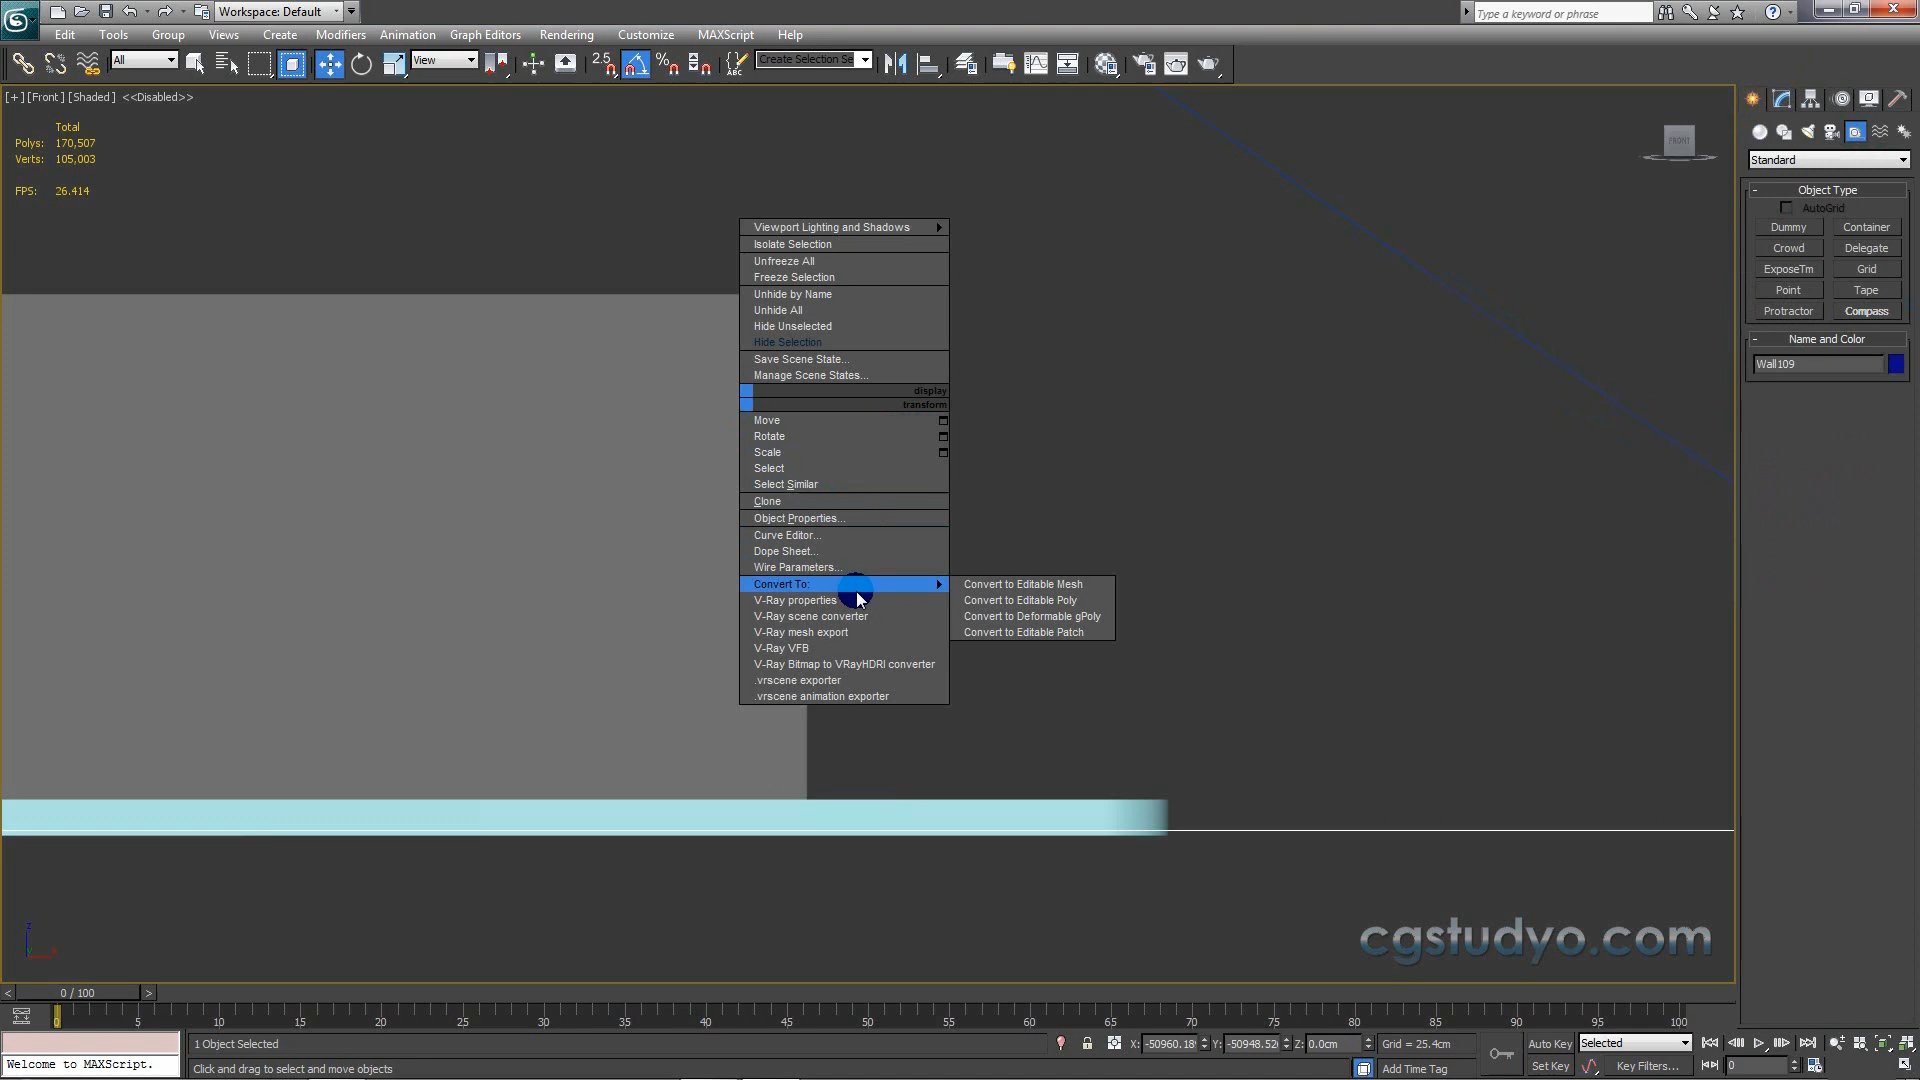 Workspace: Default
Type a keyword or phrase
Edit Tools Group Views Create Modifiers Animation Graph Editors Rendering Customize MAXScript Help
All
View
2.5
Create Selection Se
[+] [Front] [Shaded] <<Disabled>>
Total
Polys: 170,507
Verts: 105,003
FPS: 26.414
FRONT
Standard
- Object Type
AutoGrid
Dummy Container
Crowd Delegate
ExposeTm Grid
Point Tape
Protractor Compass
- Name and Color
Wall109
Viewport Lighting and Shadows
Isolate Selection
Unfreeze All
Freeze Selection
Unhide by Name
Unhide All
Hide Unselected
Hide Selection
Save Scene State...
Manage Scene States...
display
transform
Move
Rotate
Scale
Select
Select Similar
Clone
Object Properties...
Curve Editor...
Dope Sheet...
Wire Parameters...
Convert To:
V-Ray properties
V-Ray scene converter
V-Ray mesh export
V-Ray VFB
V-Ray Bitmap to VRayHDRI converter
.vrscene exporter
.vrscene animation exporter
Convert to Editable Mesh
Convert to Editable Poly
Convert to Deformable gPoly
Convert to Editable Patch
z
x
cgstudyo.com
< 0 / 100 >
0 5 10 15 20 25 30 35 40 45 50 55 60 65 70 75 80 85 90 95 100
1 Object Selected
X: -50960.18 Y: -50948.52 Z: 0.0cm Grid = 25.4cm
Auto Key Selected
Welcome to MAXScript.
Click and drag to select and move objects
Add Time Tag
Set Key Key Filters... 0